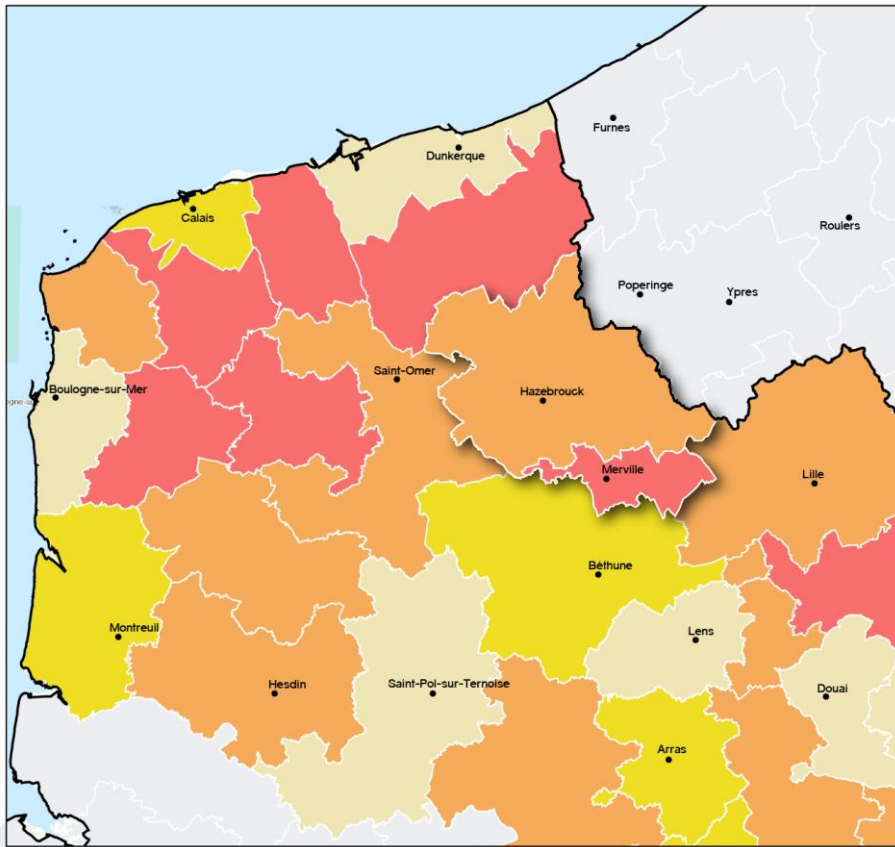 Furnes
Dunkerque
Calais
Roulers
Poperinge
Ypres
Saint-Omer
Boulogne-sur-Mer
Hazebrouck
Merville
Lille
Béthune
Montreuil
Lens
Hesdin
Saint-Pol-sur-Ternoise
Douai
Arras